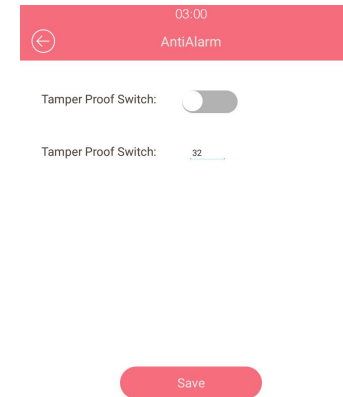 03:00
AntiAlarm
Tamper Proof Switch:
Tamper Proof Switch: 32
Save